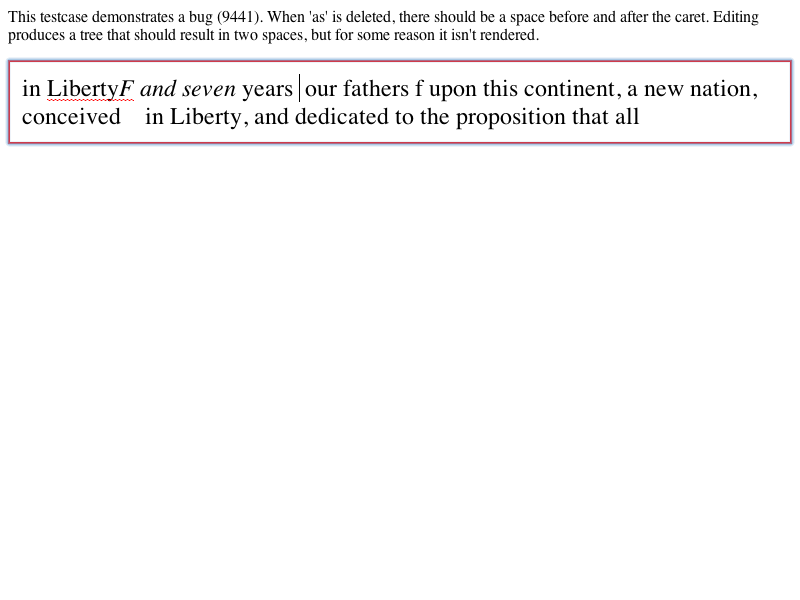 This testcase demonstrates a bug (9441). When 'as' is deleted, there should be a space before and after the caret. Editing
produces a tree that should result in two spaces, but for some reason it isn't rendered.
in LibertyF and seven years our fathers f upon this continent, a new nation,
conceived    in Liberty, and dedicated to the proposition that all